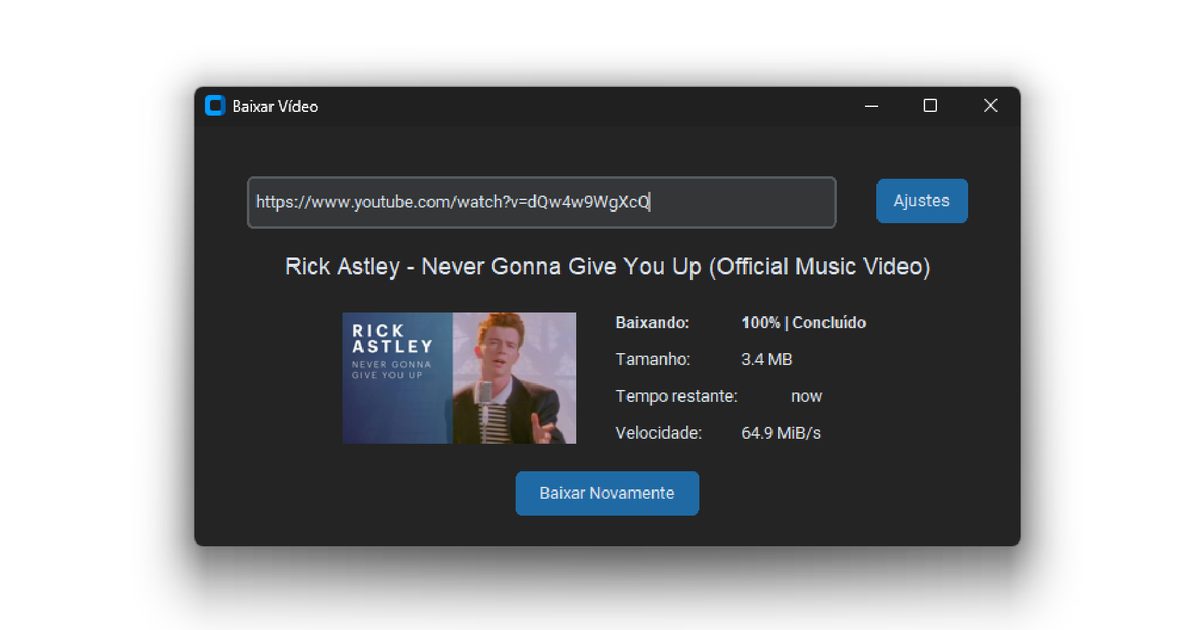 Baixar Vídeo
https://www.youtube.com/watch?v=dQw4w9WgXcQ
Ajustes
Rick Astley - Never Gonna Give You Up (Official Music Video)
RICK
ASTLEY
NEVER GONNA
GIVE YOU UP
Baixando: 100% | Concluído
Tamanho: 3.4 MB
Tempo restante: now
Velocidade: 64.9 MiB/s
Baixar Novamente